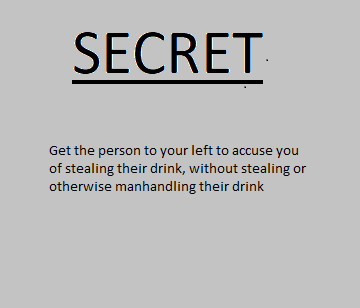 SECRET
Get the person to your left to accuse you
of stealing their drink, without stealing or
otherwise manhandling their drink